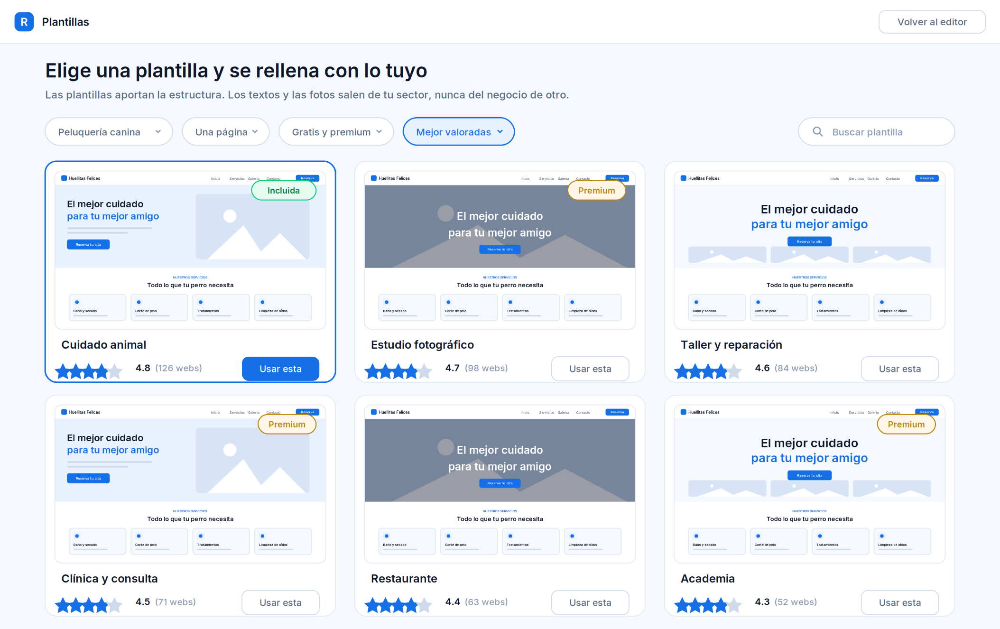 R Plantillas
Volver al editor
Elige una plantilla y se rellena con lo tuyo
Las plantillas aportan la estructura. Los textos y las fotos salen de tu sector, nunca del negocio de otro.
Peluquería canina
Una página
Gratis y premium
Mejor valoradas
Buscar plantilla
Huellitas Felices
Inicio Servicios Galería Contacto Reserva
Incluida
El mejor cuidado
para tu mejor amigo
Reserva tu cita
NUESTROS SERVICIOS
Todo lo que tu perro necesita
Baño y secado
Corte de pelo
Tratamientos
Limpieza de oídos
Cuidado animal
4.8 (126 webs)
Usar esta
Huellitas Felices
Inicio Servicios Galería Contacto Reserva
Premium
El mejor cuidado
para tu mejor amigo
Reserva tu cita
NUESTROS SERVICIOS
Todo lo que tu perro necesita
Baño y secado
Corte de pelo
Tratamientos
Limpieza de oídos
Estudio fotográfico
4.7 (98 webs)
Usar esta
Huellitas Felices
Inicio Servicios Galería Contacto Reserva
El mejor cuidado
para tu mejor amigo
Reserva tu cita
NUESTROS SERVICIOS
Todo lo que tu perro necesita
Baño y secado
Corte de pelo
Tratamientos
Limpieza de oídos
Taller y reparación
4.6 (84 webs)
Usar esta
Huellitas Felices
Inicio Servicios Galería Contacto Reserva
Premium
El mejor cuidado
para tu mejor amigo
Reserva tu cita
NUESTROS SERVICIOS
Todo lo que tu perro necesita
Baño y secado
Corte de pelo
Tratamientos
Limpieza de oídos
Clínica y consulta
4.5 (71 webs)
Usar esta
Huellitas Felices
Inicio Servicios Galería Contacto Reserva
El mejor cuidado
para tu mejor amigo
Reserva tu cita
NUESTROS SERVICIOS
Todo lo que tu perro necesita
Baño y secado
Corte de pelo
Tratamientos
Limpieza de oídos
Restaurante
4.4 (63 webs)
Usar esta
Huellitas Felices
Inicio Servicios Galería Contacto Reserva
Premium
El mejor cuidado
para tu mejor amigo
Reserva tu cita
NUESTROS SERVICIOS
Todo lo que tu perro necesita
Baño y secado
Corte de pelo
Tratamientos
Limpieza de oídos
Academia
4.3 (52 webs)
Usar esta